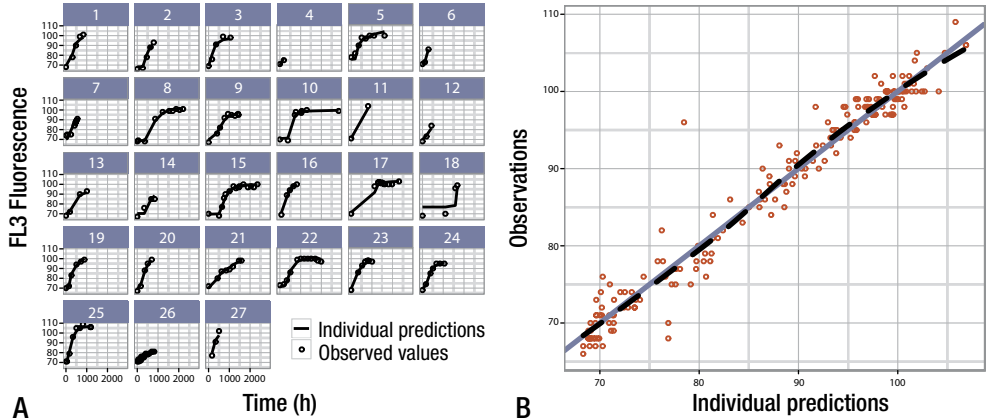 FL3 Fluorescence
1 2 3 4 5 6
110
100
90
80
70
7 8 9 10 11 12
110
100
90
80
70
13 14 15 16 17 18
110
100
90
80
70
19 20 21 22 23 24
110
100
90
80
70
25 26 27
110
100
90
80
70
0 1000 2000 0 1000 2000 0 1000 2000
Individual predictions
Observed values
Time (h)
A
Observations
110
100
90
80
70
70 80 90 100
Individual predictions
B